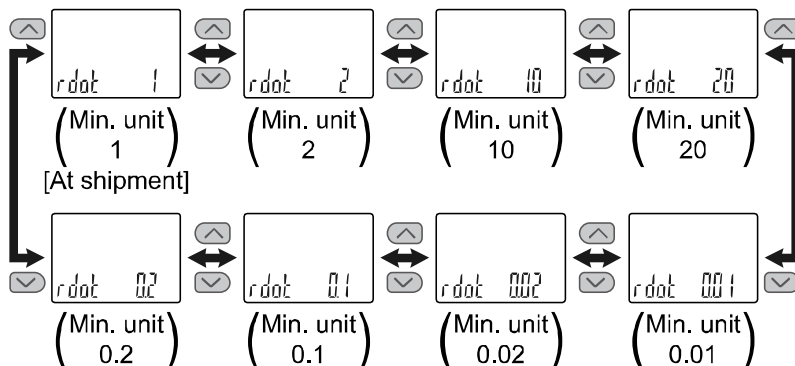 rdot 1 rdot 2 rdot 10 rdot 20
(Min. unit 1) (Min. unit 2) (Min. unit 10) (Min. unit 20)
[At shipment]
rdot 0.2 rdot 0.1 rdot 0.02 rdot 0.01
(Min. unit 0.2) (Min. unit 0.1) (Min. unit 0.02) (Min. unit 0.01)